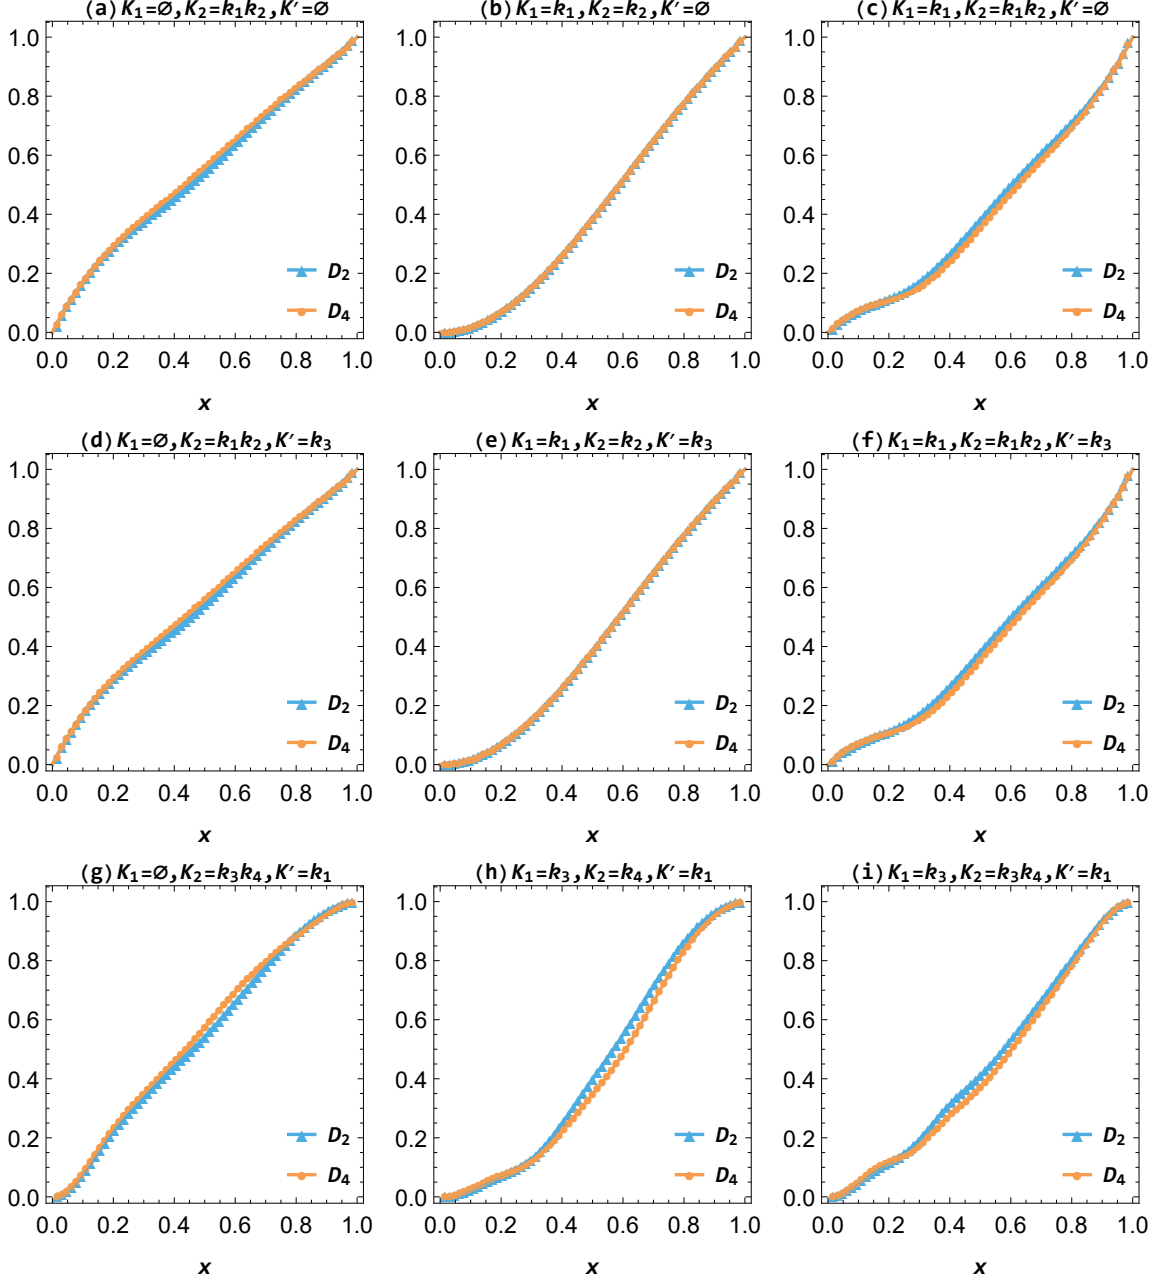 (a) K₁=∅, K₂=k₁k₂, K′=∅
(b) K₁=k₁, K₂=k₂, K′=∅
(c) K₁=k₁, K₂=k₁k₂, K′=∅
1.0
0.8
0.6
0.4
0.2
0.0
0.0 0.2 0.4 0.6 0.8 1.0
x
D₂
D₄
1.0
0.8
0.6
0.4
0.2
0.0
0.0 0.2 0.4 0.6 0.8 1.0
x
D₂
D₄
1.0
0.8
0.6
0.4
0.2
0.0
0.0 0.2 0.4 0.6 0.8 1.0
x
D₂
D₄
(d) K₁=∅, K₂=k₁k₂, K′=k₃
(e) K₁=k₁, K₂=k₂, K′=k₃
(f) K₁=k₁, K₂=k₁k₂, K′=k₃
1.0
0.8
0.6
0.4
0.2
0.0
0.0 0.2 0.4 0.6 0.8 1.0
x
D₂
D₄
1.0
0.8
0.6
0.4
0.2
0.0
0.0 0.2 0.4 0.6 0.8 1.0
x
D₂
D₄
1.0
0.8
0.6
0.4
0.2
0.0
0.0 0.2 0.4 0.6 0.8 1.0
x
D₂
D₄
(g) K₁=∅, K₂=k₃k₄, K′=k₁
(h) K₁=k₃, K₂=k₄, K′=k₁
(i) K₁=k₃, K₂=k₃k₄, K′=k₁
1.0
0.8
0.6
0.4
0.2
0.0
0.0 0.2 0.4 0.6 0.8 1.0
x
D₂
D₄
1.0
0.8
0.6
0.4
0.2
0.0
0.0 0.2 0.4 0.6 0.8 1.0
x
D₂
D₄
1.0
0.8
0.6
0.4
0.2
0.0
0.0 0.2 0.4 0.6 0.8 1.0
x
D₂
D₄